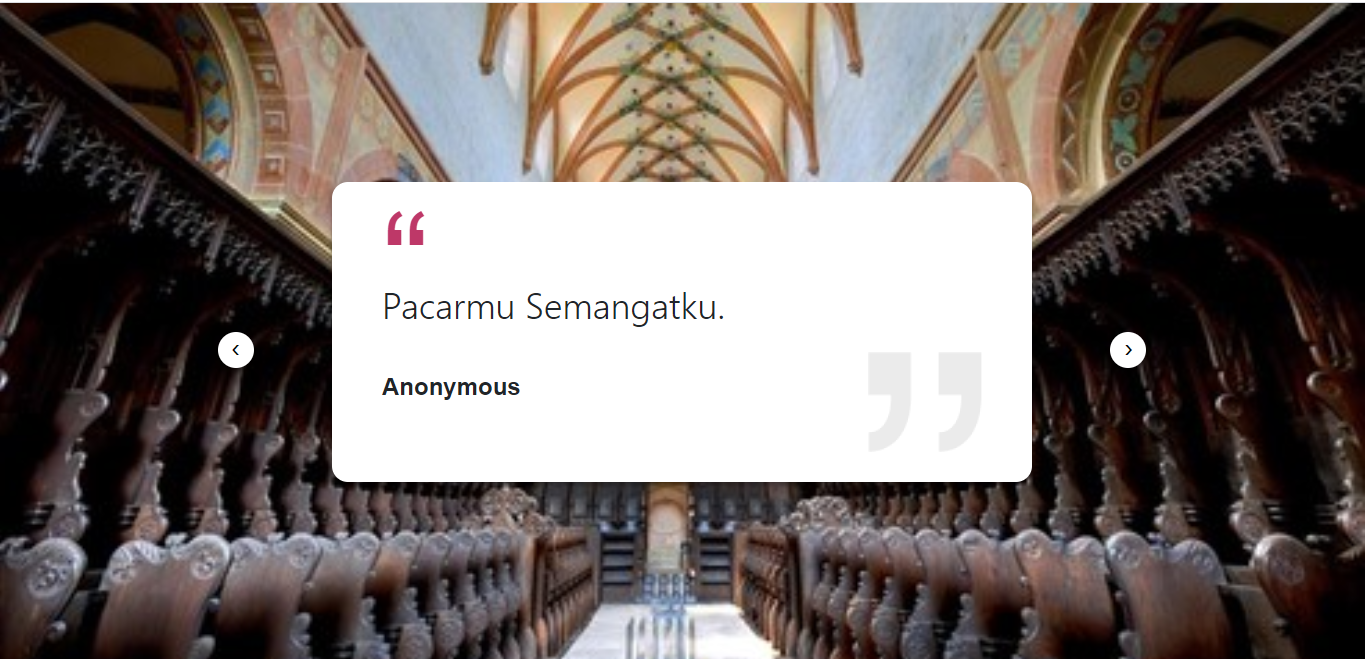 “
Pacarmu Semangatku.
‹ ›
Anonymous
”